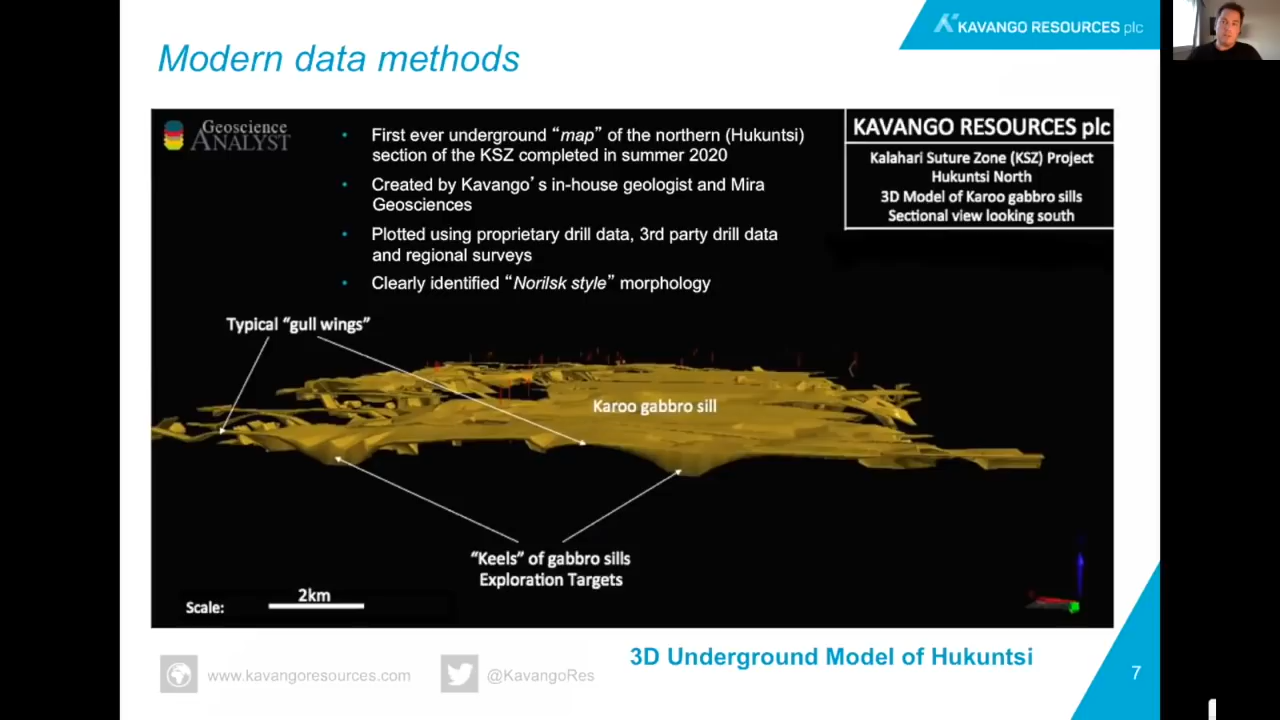 KAVANGO RESOURCES plc
Modern data methods
Geoscience
ANALYST
• First ever underground “map” of the northern (Hukuntsi)
section of the KSZ completed in summer 2020
• Created by Kavango’s in-house geologist and Mira
Geosciences
• Plotted using proprietary drill data, 3rd party drill data
and regional surveys
• Clearly identified “Norilsk style” morphology
KAVANGO RESOURCES plc
Kalahari Suture Zone (KSZ) Project
Hukuntsi North
3D Model of Karoo gabbro sills
Sectional view looking south
Typical “gull wings”
Karoo gabbro sill
“Keels” of gabbro sills
Exploration Targets
Scale:
2km
3D Underground Model of Hukuntsi
www.kavangoresources.com
@KavangoRes
7